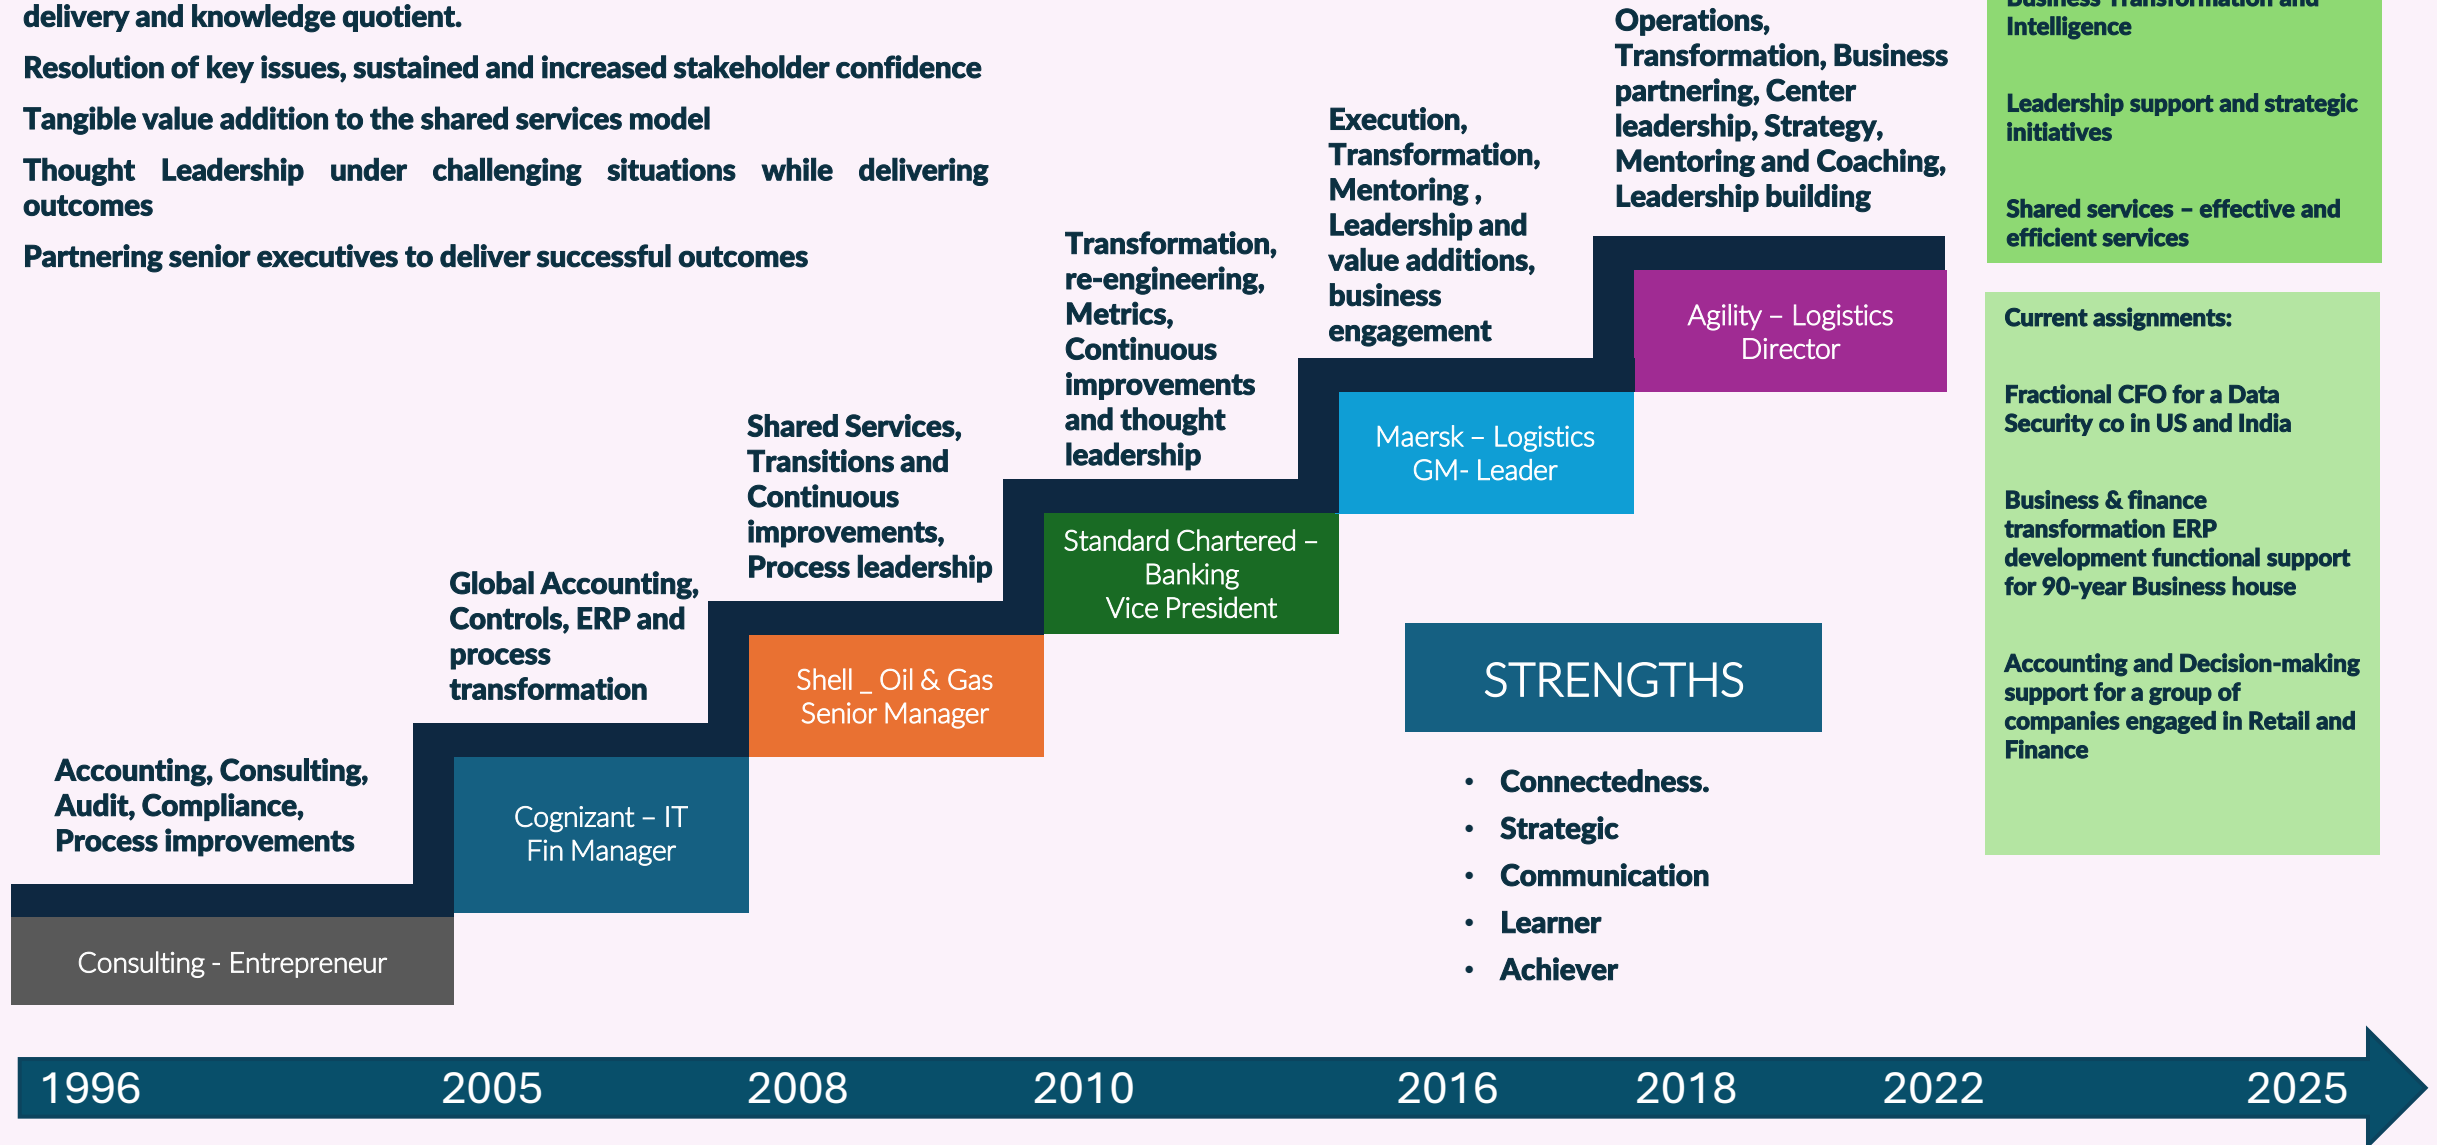 delivery and knowledge quotient.
Resolution of key issues, sustained and increased stakeholder confidence
Tangible value addition to the shared services model
Thought Leadership under challenging situations while delivering
outcomes
Partnering senior executives to deliver successful outcomes
Operations,
Transformation, Business
partnering, Center
leadership, Strategy,
Mentoring and Coaching,
Leadership building
Business Transformation and
Intelligence
Leadership support and strategic
initiatives
Shared services – effective and
efficient services
Execution,
Transformation,
Mentoring ,
Leadership and
value additions,
business
engagement
Transformation,
re-engineering,
Metrics,
Continuous
improvements
and thought
leadership
Agility – Logistics
Director
Current assignments:
Fractional CFO for a Data
Security co in US and India
Business & finance
transformation ERP
development functional support
for 90-year Business house
Accounting and Decision-making
support for a group of
companies engaged in Retail and
Finance
Shared Services,
Transitions and
Continuous
improvements,
Process leadership
Maersk – Logistics
GM- Leader
Standard Chartered –
Banking
Vice President
Global Accounting,
Controls, ERP and
process
transformation
Shell _ Oil & Gas
Senior Manager
STRENGTHS
• Connectedness.
• Strategic
• Communication
• Learner
• Achiever
Accounting, Consulting,
Audit, Compliance,
Process improvements
Cognizant – IT
Fin Manager
Consulting - Entrepreneur
1996 2005 2008 2010 2016 2018 2022 2025